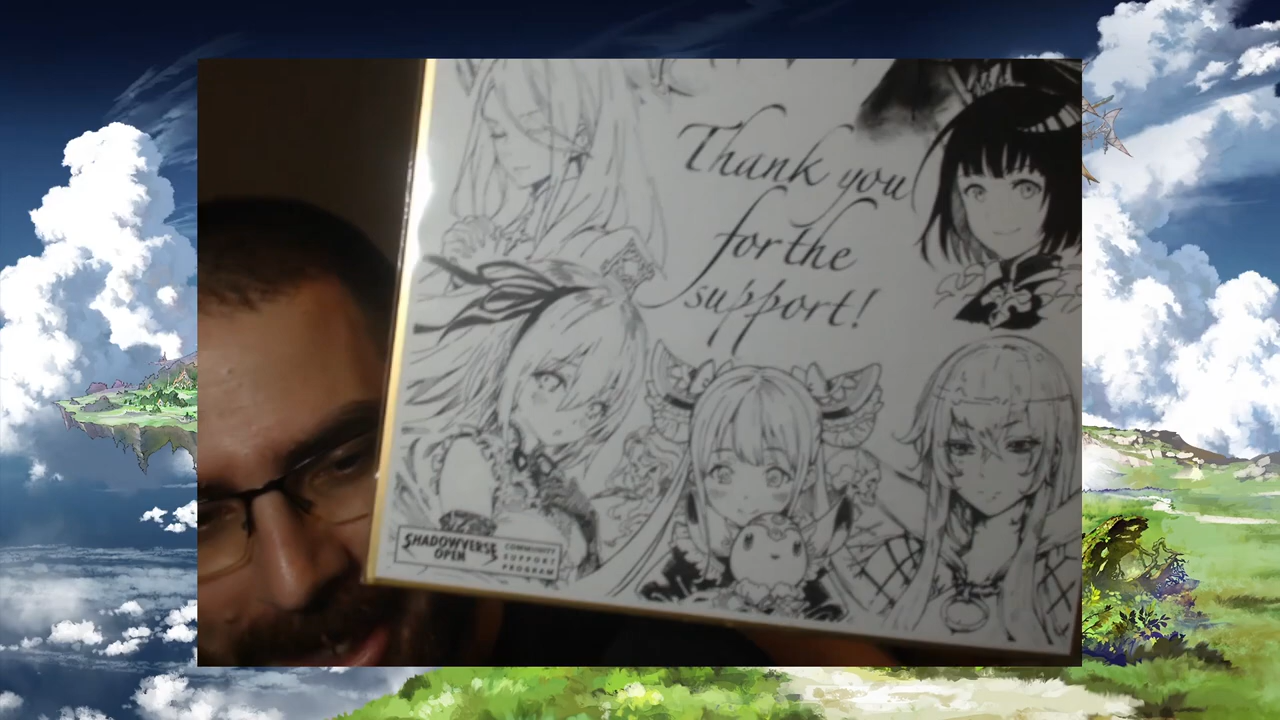 Thank you
for the
support!
SHADOWVERSE
OPEN
COMMUNITY
SUPPORT
PROGRAM